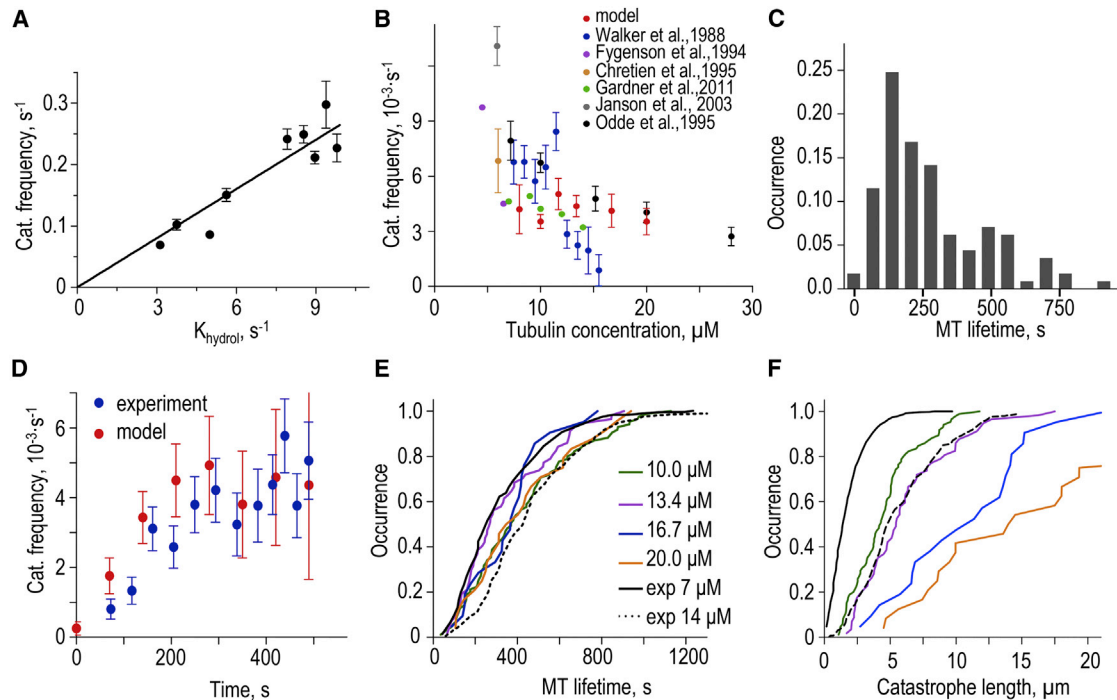 A
Cat. frequency, s-1
0.3
0.2
0.1
0
0
3
6
9
Khydrol, s-1
B
Cat. frequency, 10-3·s-1
9
6
3
0
0
10
20
30
Tubulin concentration, µM
model
Walker et al.,1988
Fygenson et al.,1994
Chretien et al.,1995
Gardner et al.,2011
Janson et al., 2003
Odde et al.,1995
C
Occurrence
0.25
0.20
0.15
0.10
0.05
0.0
0
250
500
750
MT lifetime, s
D
Cat. frequency, 10-3·s-1
6
4
2
0
0
200
400
Time, s
experiment
model
E
Occurrence
1.0
0.8
0.6
0.4
0.2
0
0
400
800
1200
MT lifetime, s
10.0 µM
13.4 µM
16.7 µM
20.0 µM
exp 7 µM
exp 14 µM
F
Occurrence
1.0
0.8
0.6
0.4
0.2
0
0
5
10
15
20
Catastrophe length, µm